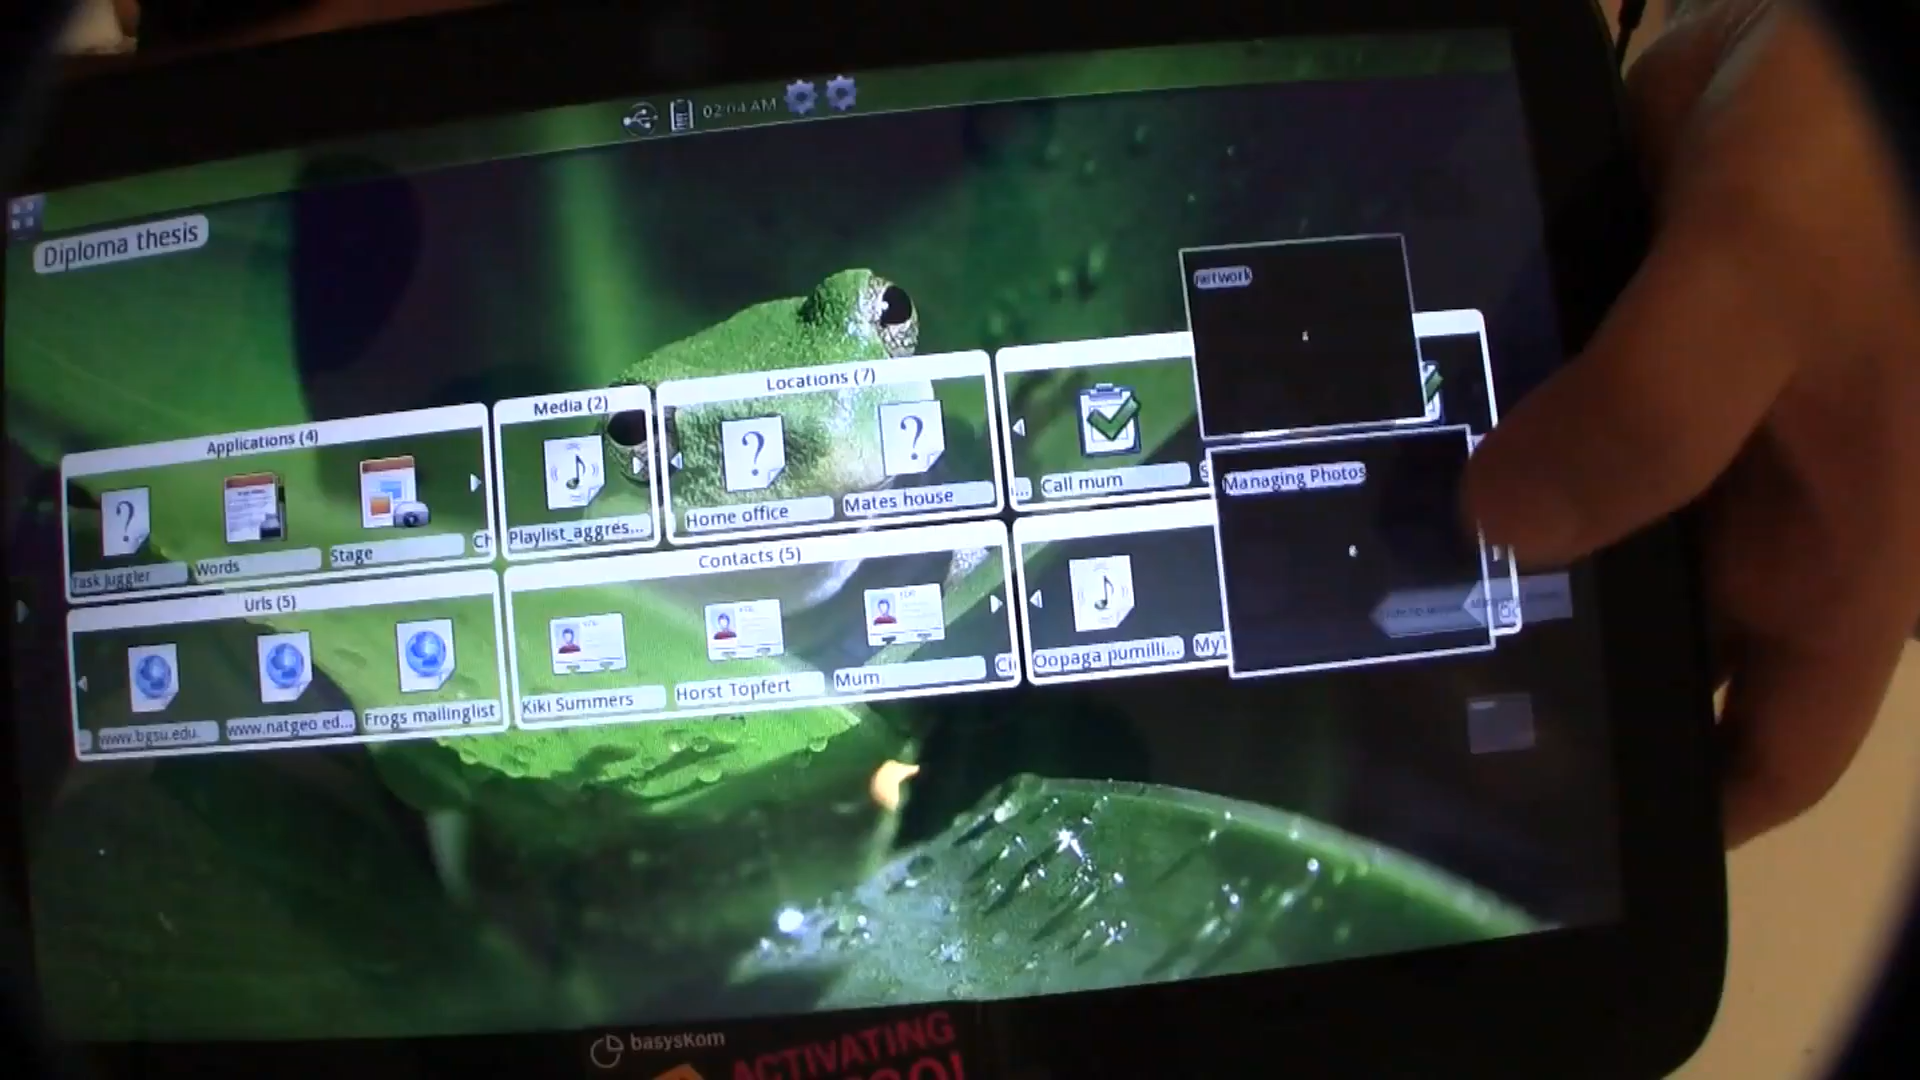 02:04 AM
Diploma thesis
network
Applications (4)
Media (2)
Locations (7)
Task Juggler
Words
Stage
Ch
Playlist_aggres...
Home office
Mates house
Call mum
Managing Photos
Urls (5)
Contacts (5)
www.bgsu.edu.
www.natgeo ed...
Frogs mailinglist
Kiki Summers
Horst Topfert
Mum
Oopaga pumilli...
basysKom
ACTIVATING